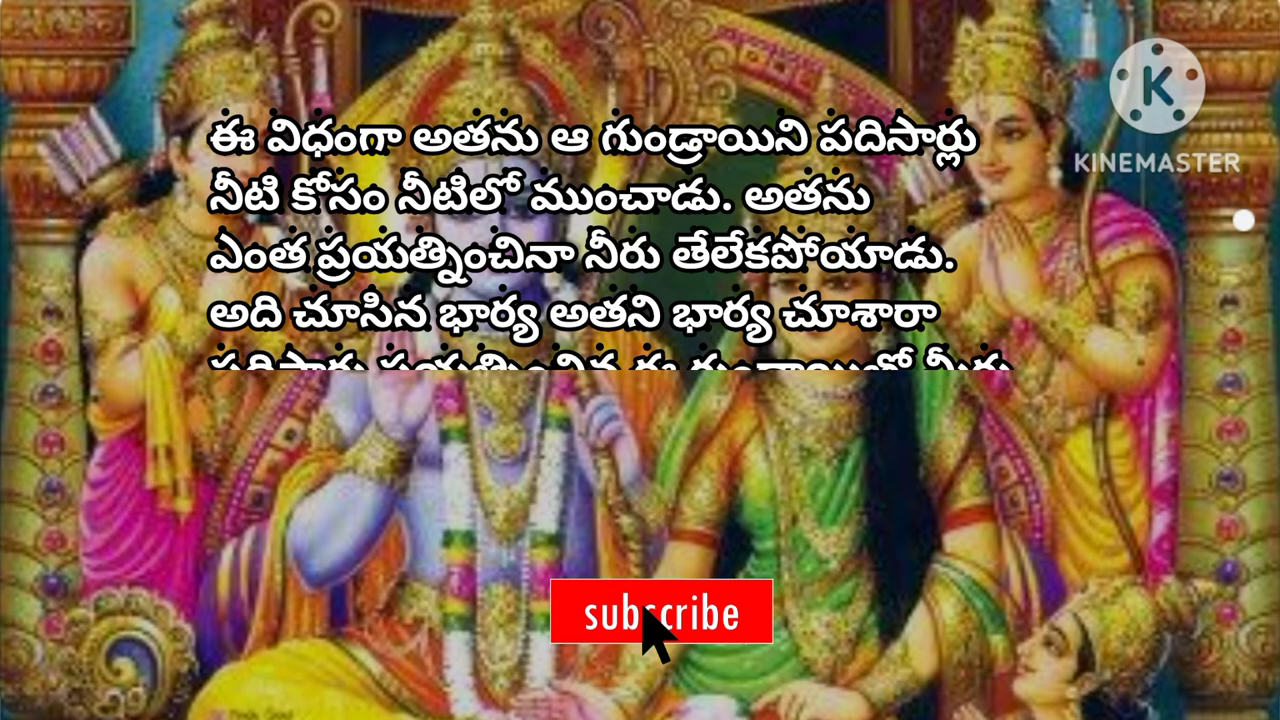 ఈ విధంగా అతను ఆ గుండ్రాయిని పదిసార్లు
నీటి కోసం నీటిలో ముంచాడు. అతను
ఎంత ప్రయత్నించినా నీరు తేలేకపోయాడు.
అది చూసిన భార్య అతని భార్య చూశారా
K
KINEMASTER
subscribe